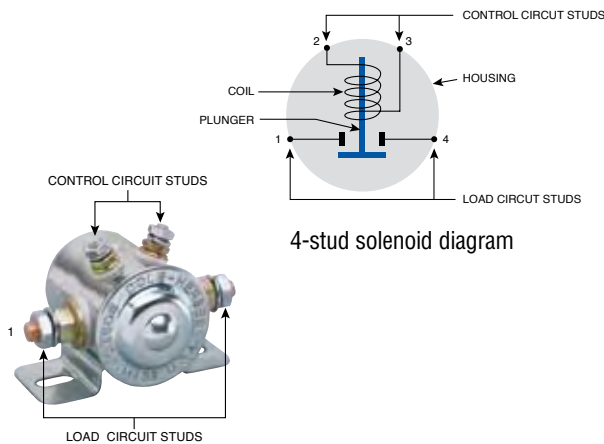 CONTROL CIRCUT STUDS
2
3
HOUSING
COIL
PLUNGER
1
4
LOAD CIRCUT STUDS
4-stud solenoid diagram
CONTROL CIRCUIT STUDS
1
LOAD CIRCUIT STUDS